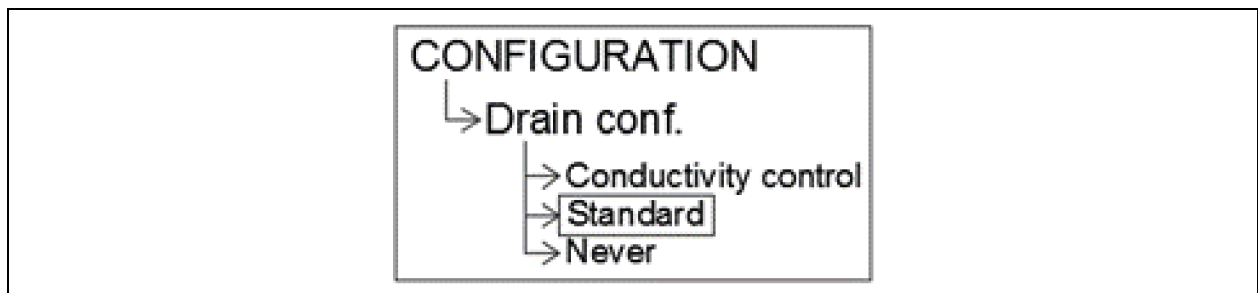 CONFIGURATION
Drain conf.
Conductivity control
Standard
Never